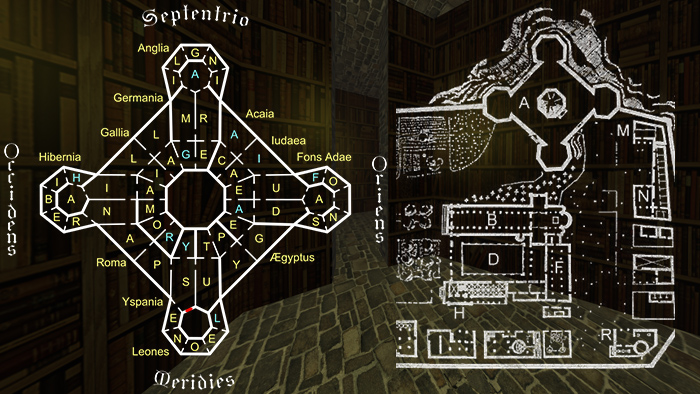 Septentrio
Anglia
G
L N
I A I
Germania
M R
Acaia
Gallia
L A
Iudaea
L A G E C I
Hibernia
Fons Adae
I H I A F O
I E U
B A A A
N M A D
E R O E S N
A R Y T P G
Roma
Ægyptus
P Y
S U
Yspania
E L
N O E
Leones
Occidens
Oriens
Meridies
A
M
N
B
D
F
H
R